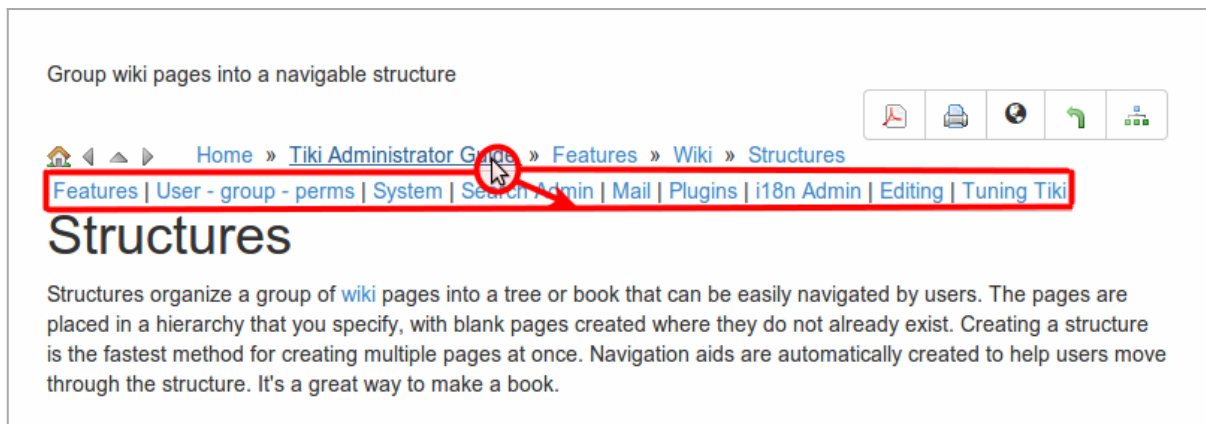 Group wiki pages into a navigable structure
Home » Tiki Administrator Guide » Features » Wiki » Structures
Features | User - group - perms | System | Search Admin | Mail | Plugins | i18n Admin | Editing | Tuning Tiki
Structures
Structures organize a group of wiki pages into a tree or book that can be easily navigated by users. The pages are
placed in a hierarchy that you specify, with blank pages created where they do not already exist. Creating a structure
is the fastest method for creating multiple pages at once. Navigation aids are automatically created to help users move
through the structure. It's a great way to make a book.